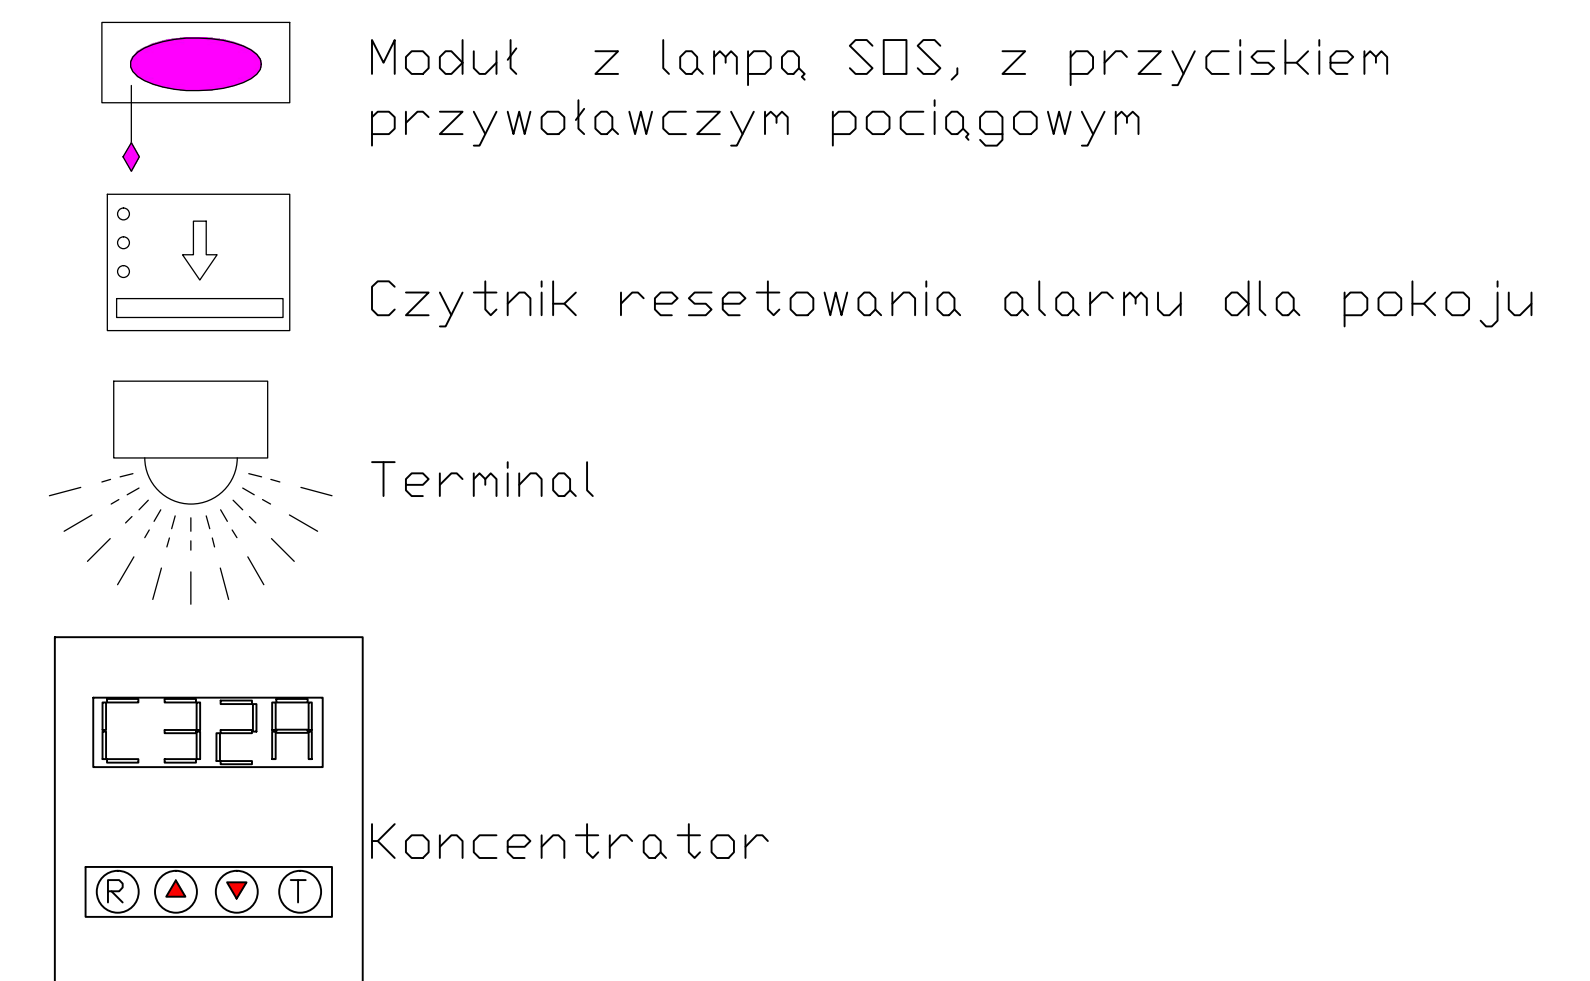 Moduł z lampą SOS, z przyciskiem
przywoławczym pociągowym
Czytnik resetowania alarmu dla pokoju
Terminal
C32A
Koncentrator
R T